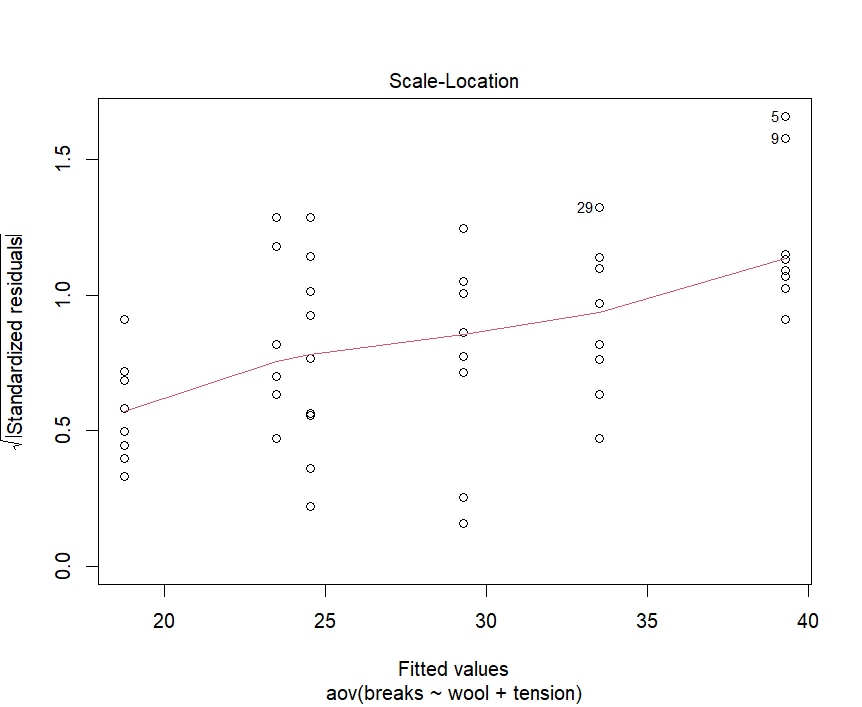 Scale-Location
√|Standardized residuals|
1.5
1.0
0.5
0.0
5
9
29
20 25 30 35 40
Fitted values
aov(breaks ~ wool + tension)